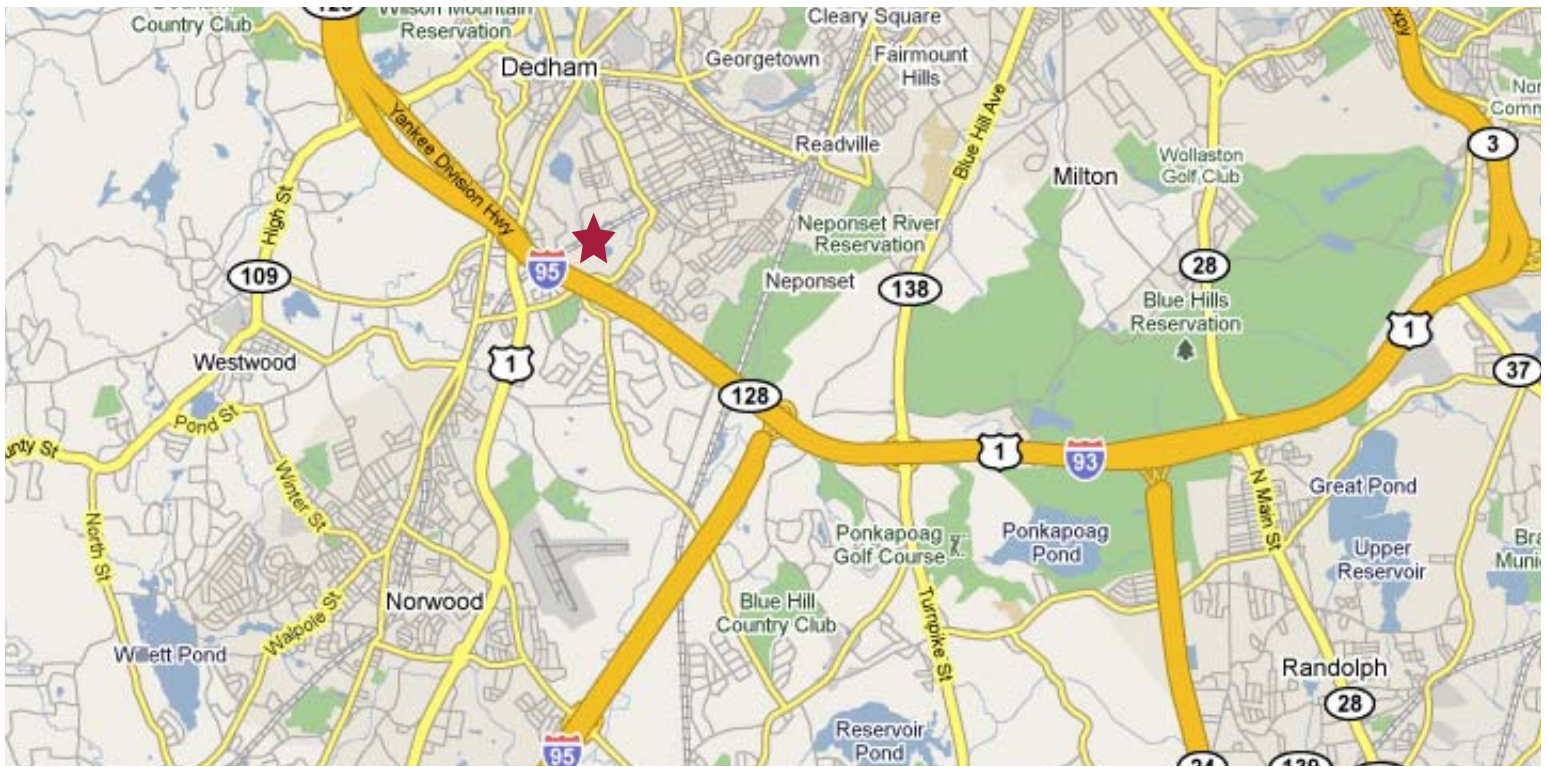 128
Country Club
Wilson Mountain
Reservation
Cleary Square
Expy
Dedham
Georgetown
Fairmount
Hills
Blue Hill Ave
Yankee Division Hwy
Readville
3
Wollaston
Golf Club
Milton
High St
Neponset River
Reservation
95
109
Neponset
138
28
Blue Hills
Reservation
1
Westwood
1
37
128
Pond St
1
93
Winter St
N Main St
Great Pond
Ponkapoag
Golf Course
Ponkapoag
Pond
North St
Upper
Reservoir
Norwood
Walpole St
Blue Hill
Country Club
Turnpike St
Willett Pond
Randolph
28
Reservoir
Pond
95
24
139